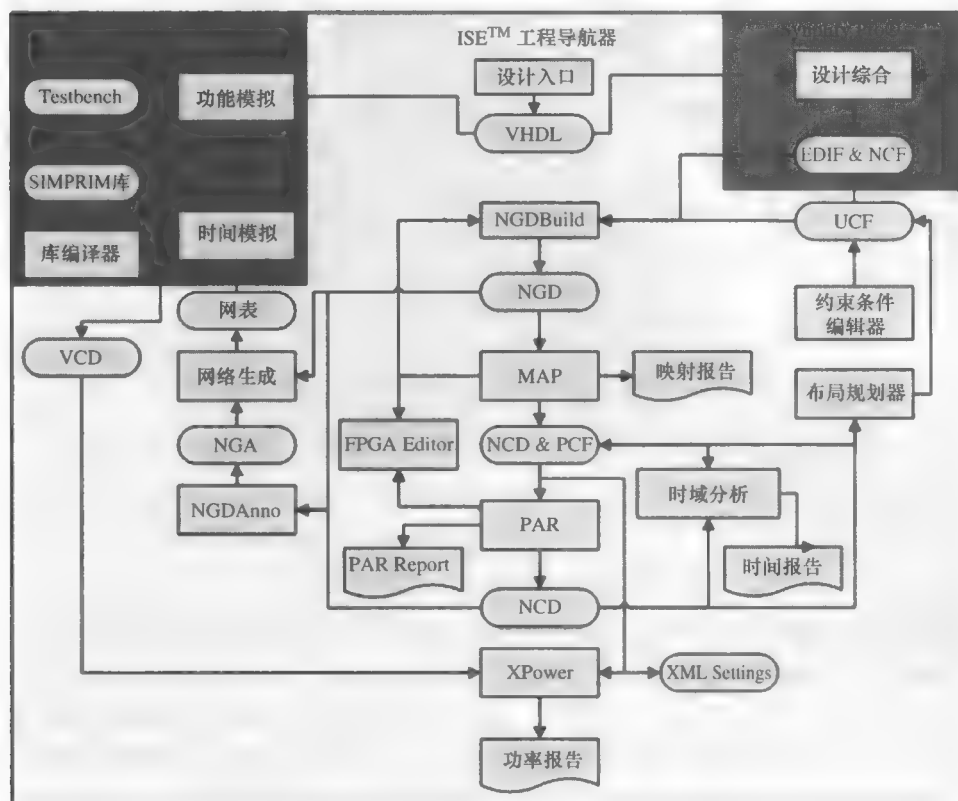 ISE™ 工程导航器
Testbench
功能模拟
SIMPRIM库
时间模拟
库编译器
设计入口
VHDL
设计综合
EDIF & NCF
NGDBuild
UCF
NGD
约束条件
编辑器
网表
VCD
网络生成
MAP
映射报告
布局规划器
NGA
FPGA Editor
NCD & PCF
时域分析
NGDAnno
PAR
PAR Report
时间报告
NCD
XPower
XML Settings
功率报告